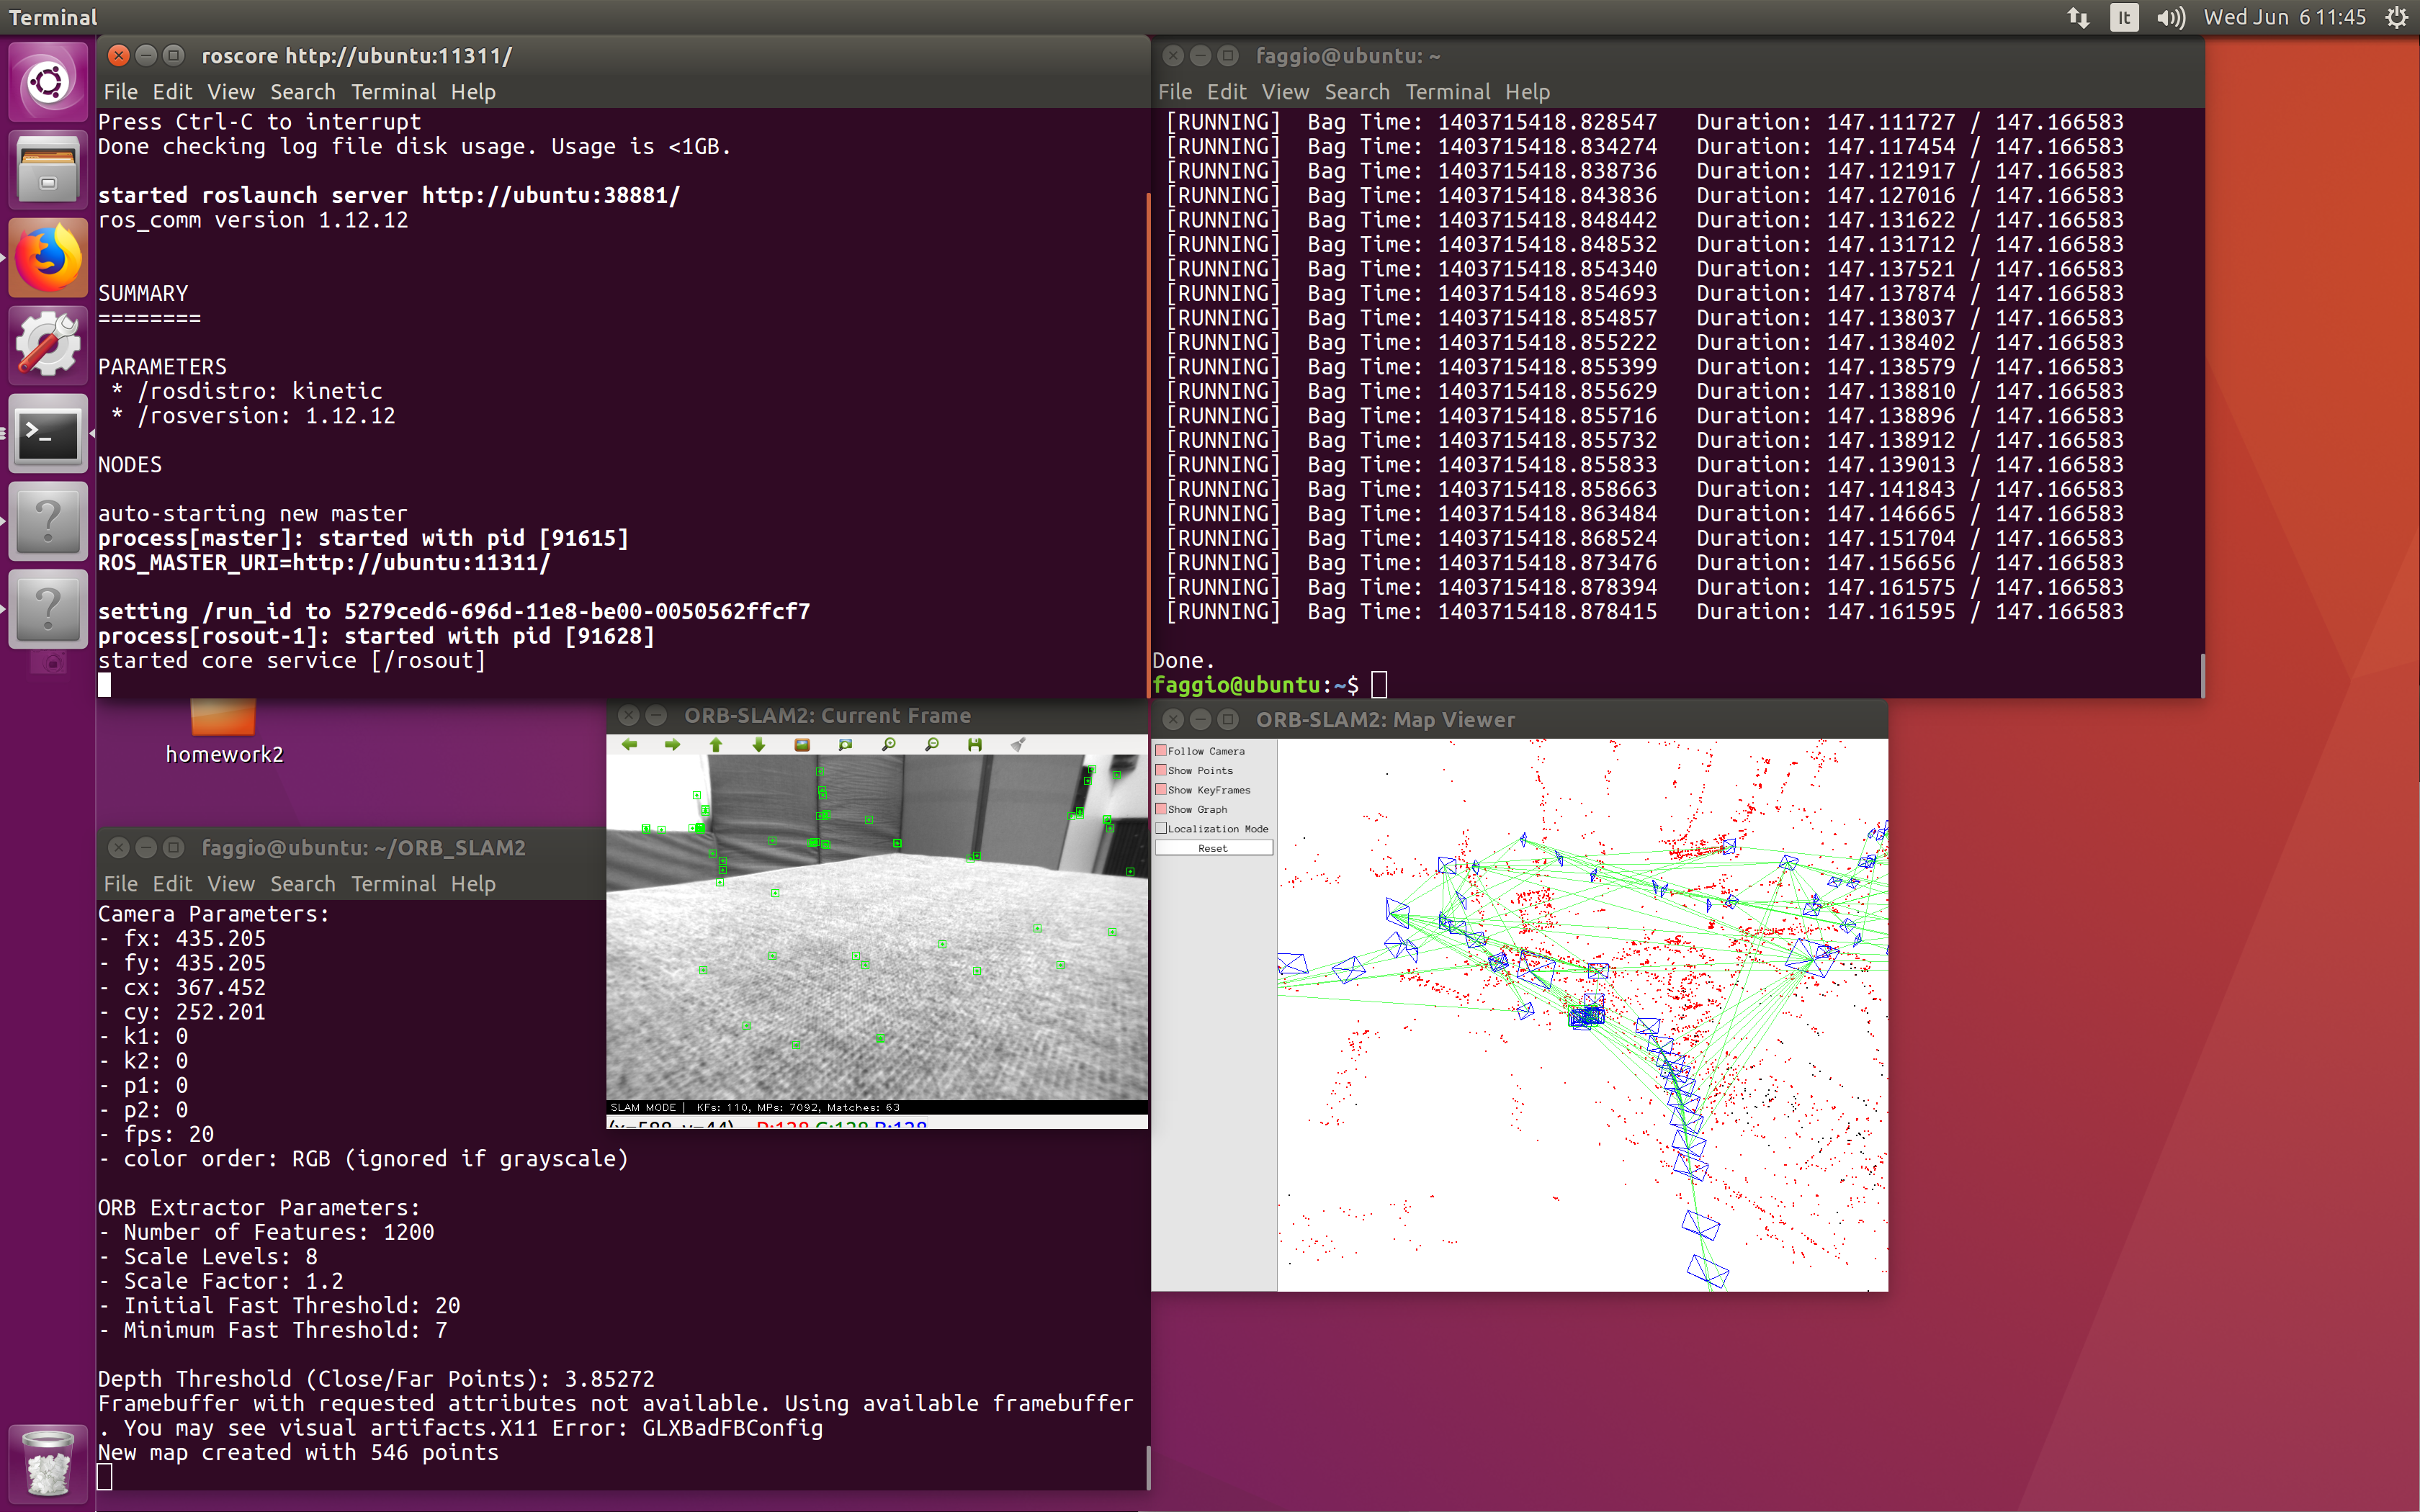 Terminal
It
Wed Jun 6 11:45
roscore http://ubuntu:11311/
File Edit View Search Terminal Help
Press Ctrl-C to interrupt
Done checking log file disk usage. Usage is <1GB.
started roslaunch server http://ubuntu:38881/
ros_comm version 1.12.12
SUMMARY
========
PARAMETERS
* /rosdistro: kinetic
* /rosversion: 1.12.12
NODES
auto-starting new master
process[master]: started with pid [91615]
ROS_MASTER_URI=http://ubuntu:11311/
setting /run_id to 5279ced6-696d-11e8-be00-0050562ffcf7
process[rosout-1]: started with pid [91628]
started core service [/rosout]
faggio@ubuntu: ~
File Edit View Search Terminal Help
[RUNNING] Bag Time: 1403715418.828547 Duration: 147.111727 / 147.166583
[RUNNING] Bag Time: 1403715418.834274 Duration: 147.117454 / 147.166583
[RUNNING] Bag Time: 1403715418.838736 Duration: 147.121917 / 147.166583
[RUNNING] Bag Time: 1403715418.843836 Duration: 147.127016 / 147.166583
[RUNNING] Bag Time: 1403715418.848442 Duration: 147.131622 / 147.166583
[RUNNING] Bag Time: 1403715418.848532 Duration: 147.131712 / 147.166583
[RUNNING] Bag Time: 1403715418.854340 Duration: 147.137521 / 147.166583
[RUNNING] Bag Time: 1403715418.854693 Duration: 147.137874 / 147.166583
[RUNNING] Bag Time: 1403715418.854857 Duration: 147.138037 / 147.166583
[RUNNING] Bag Time: 1403715418.855222 Duration: 147.138402 / 147.166583
[RUNNING] Bag Time: 1403715418.855399 Duration: 147.138579 / 147.166583
[RUNNING] Bag Time: 1403715418.855629 Duration: 147.138810 / 147.166583
[RUNNING] Bag Time: 1403715418.855716 Duration: 147.138896 / 147.166583
[RUNNING] Bag Time: 1403715418.855732 Duration: 147.138912 / 147.166583
[RUNNING] Bag Time: 1403715418.855833 Duration: 147.139013 / 147.166583
[RUNNING] Bag Time: 1403715418.858663 Duration: 147.141843 / 147.166583
[RUNNING] Bag Time: 1403715418.863484 Duration: 147.146665 / 147.166583
[RUNNING] Bag Time: 1403715418.868524 Duration: 147.151704 / 147.166583
[RUNNING] Bag Time: 1403715418.873476 Duration: 147.156656 / 147.166583
[RUNNING] Bag Time: 1403715418.878394 Duration: 147.161575 / 147.166583
[RUNNING] Bag Time: 1403715418.878415 Duration: 147.161595 / 147.166583
Done.
faggio@ubuntu:~$
homework2
ORB-SLAM2: Current Frame
SLAM MODE | KFs: 110, MPs: 7092, Matches: 63
(x=588, y=44) R:128 G:128 B:128
ORB-SLAM2: Map Viewer
Follow Camera
Show Points
Show KeyFrames
Show Graph
Localization Mode
Reset
faggio@ubuntu: ~/ORB_SLAM2
File Edit View Search Terminal Help
Camera Parameters:
- fx: 435.205
- fy: 435.205
- cx: 367.452
- cy: 252.201
- k1: 0
- k2: 0
- p1: 0
- p2: 0
- fps: 20
- color order: RGB (ignored if grayscale)
ORB Extractor Parameters:
- Number of Features: 1200
- Scale Levels: 8
- Scale Factor: 1.2
- Initial Fast Threshold: 20
- Minimum Fast Threshold: 7
Depth Threshold (Close/Far Points): 3.85272
Framebuffer with requested attributes not available. Using available framebuffer
. You may see visual artifacts.X11 Error: GLXBadFBConfig
New map created with 546 points